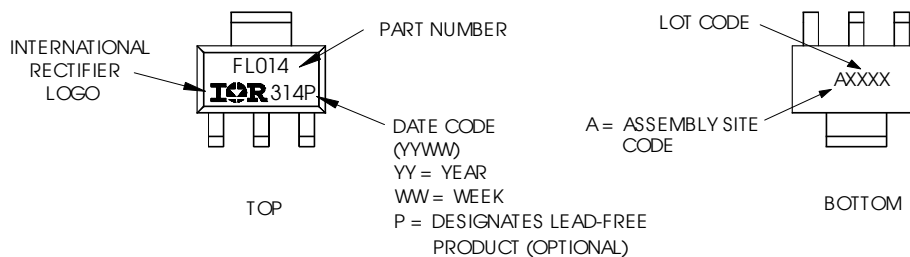 INTERNATIONAL
RECTIFIER
LOGO
FL014
IOR 314P
TOP
PART NUMBER
DATE CODE
(YYWW)
YY = YEAR
WW = WEEK
P = DESIGNATES LEAD-FREE
PRODUCT (OPTIONAL)
LOT CODE
AXXXX
A = ASSEMBLY SITE
CODE
BOTTOM